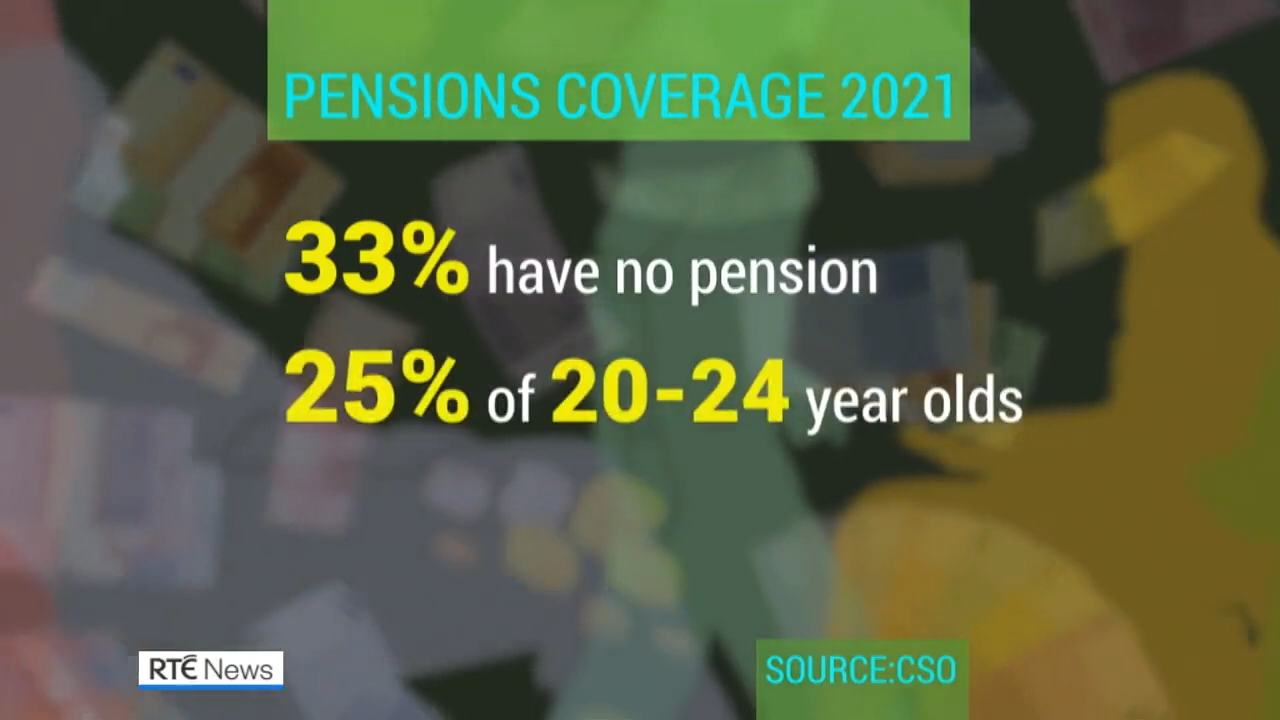 PENSIONS COVERAGE 2021
33% have no pension
25% of 20-24 year olds
RTÉ News
SOURCE:CSO